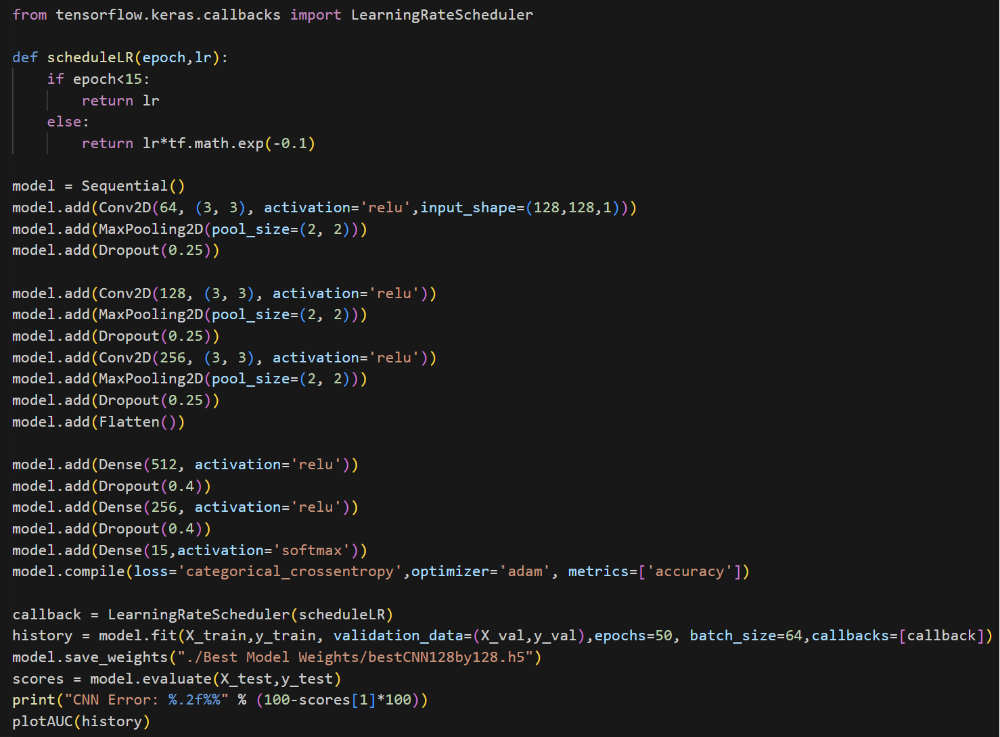 from tensorflow.keras.callbacks import LearningRateScheduler
def scheduleLR(epoch,lr):
    if epoch<15:
        return lr
    else:
        return lr*tf.math.exp(-0.1)
model = Sequential()
model.add(Conv2D(64, (3, 3), activation='relu',input_shape=(128,128,1)))
model.add(MaxPooling2D(pool_size=(2, 2)))
model.add(Dropout(0.25))
model.add(Conv2D(128, (3, 3), activation='relu'))
model.add(MaxPooling2D(pool_size=(2, 2)))
model.add(Dropout(0.25))
model.add(Conv2D(256, (3, 3), activation='relu'))
model.add(MaxPooling2D(pool_size=(2, 2)))
model.add(Dropout(0.25))
model.add(Flatten())
model.add(Dense(512, activation='relu'))
model.add(Dropout(0.4))
model.add(Dense(256, activation='relu'))
model.add(Dropout(0.4))
model.add(Dense(15,activation='softmax'))
model.compile(loss='categorical_crossentropy',optimizer='adam', metrics=['accuracy'])
callback = LearningRateScheduler(scheduleLR)
history = model.fit(X_train,y_train, validation_data=(X_val,y_val),epochs=50, batch_size=64,callbacks=[callback])
model.save_weights("./Best Model Weights/bestCNN128by128.h5")
scores = model.evaluate(X_test,y_test)
print("CNN Error: %.2f%%" % (100-scores[1]*100))
plotAUC(history)